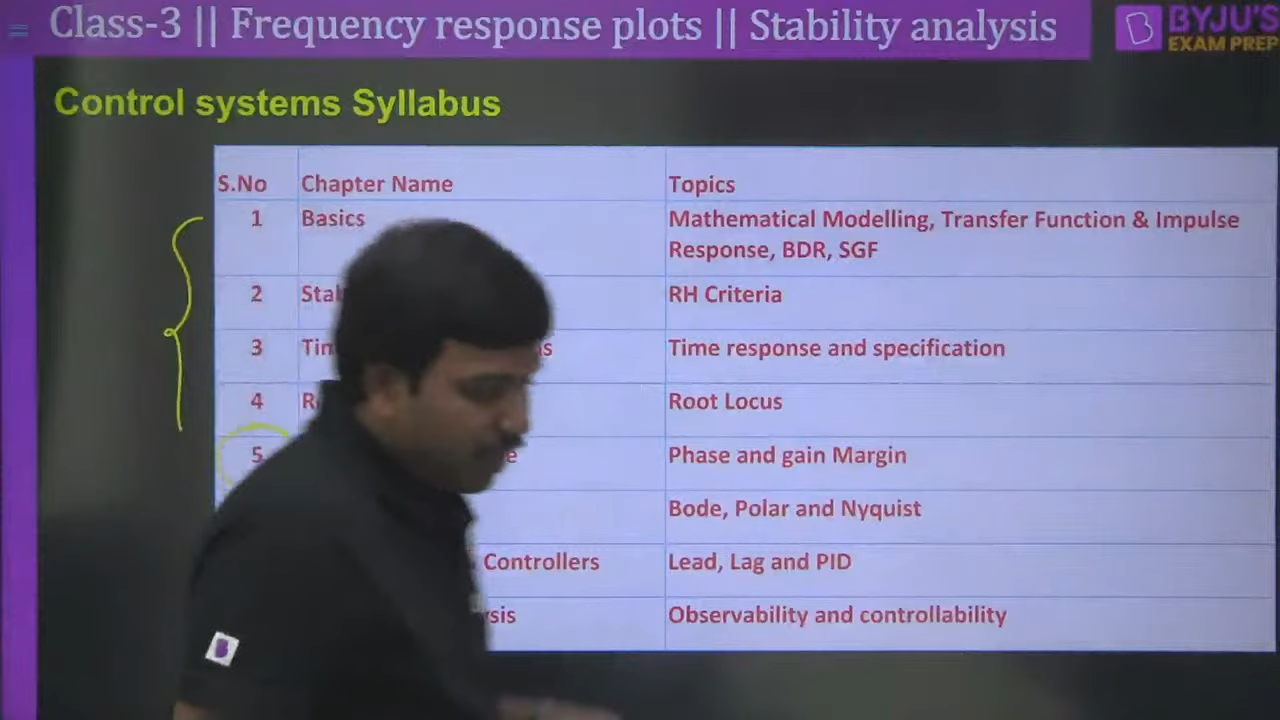 Class-3 || Frequency response plots || Stability analysis
BYJU'S
EXAM PREP
Control systems Syllabus
S.No Chapter Name Topics
1 Basics Mathematical Modelling, Transfer Function & Impulse
Response, BDR, SGF
2 RH Criteria
3 Time response and specification
4 Root Locus
5 Phase and gain Margin
Bode, Polar and Nyquist
Controllers Lead, Lag and PID
Observability and controllability
B